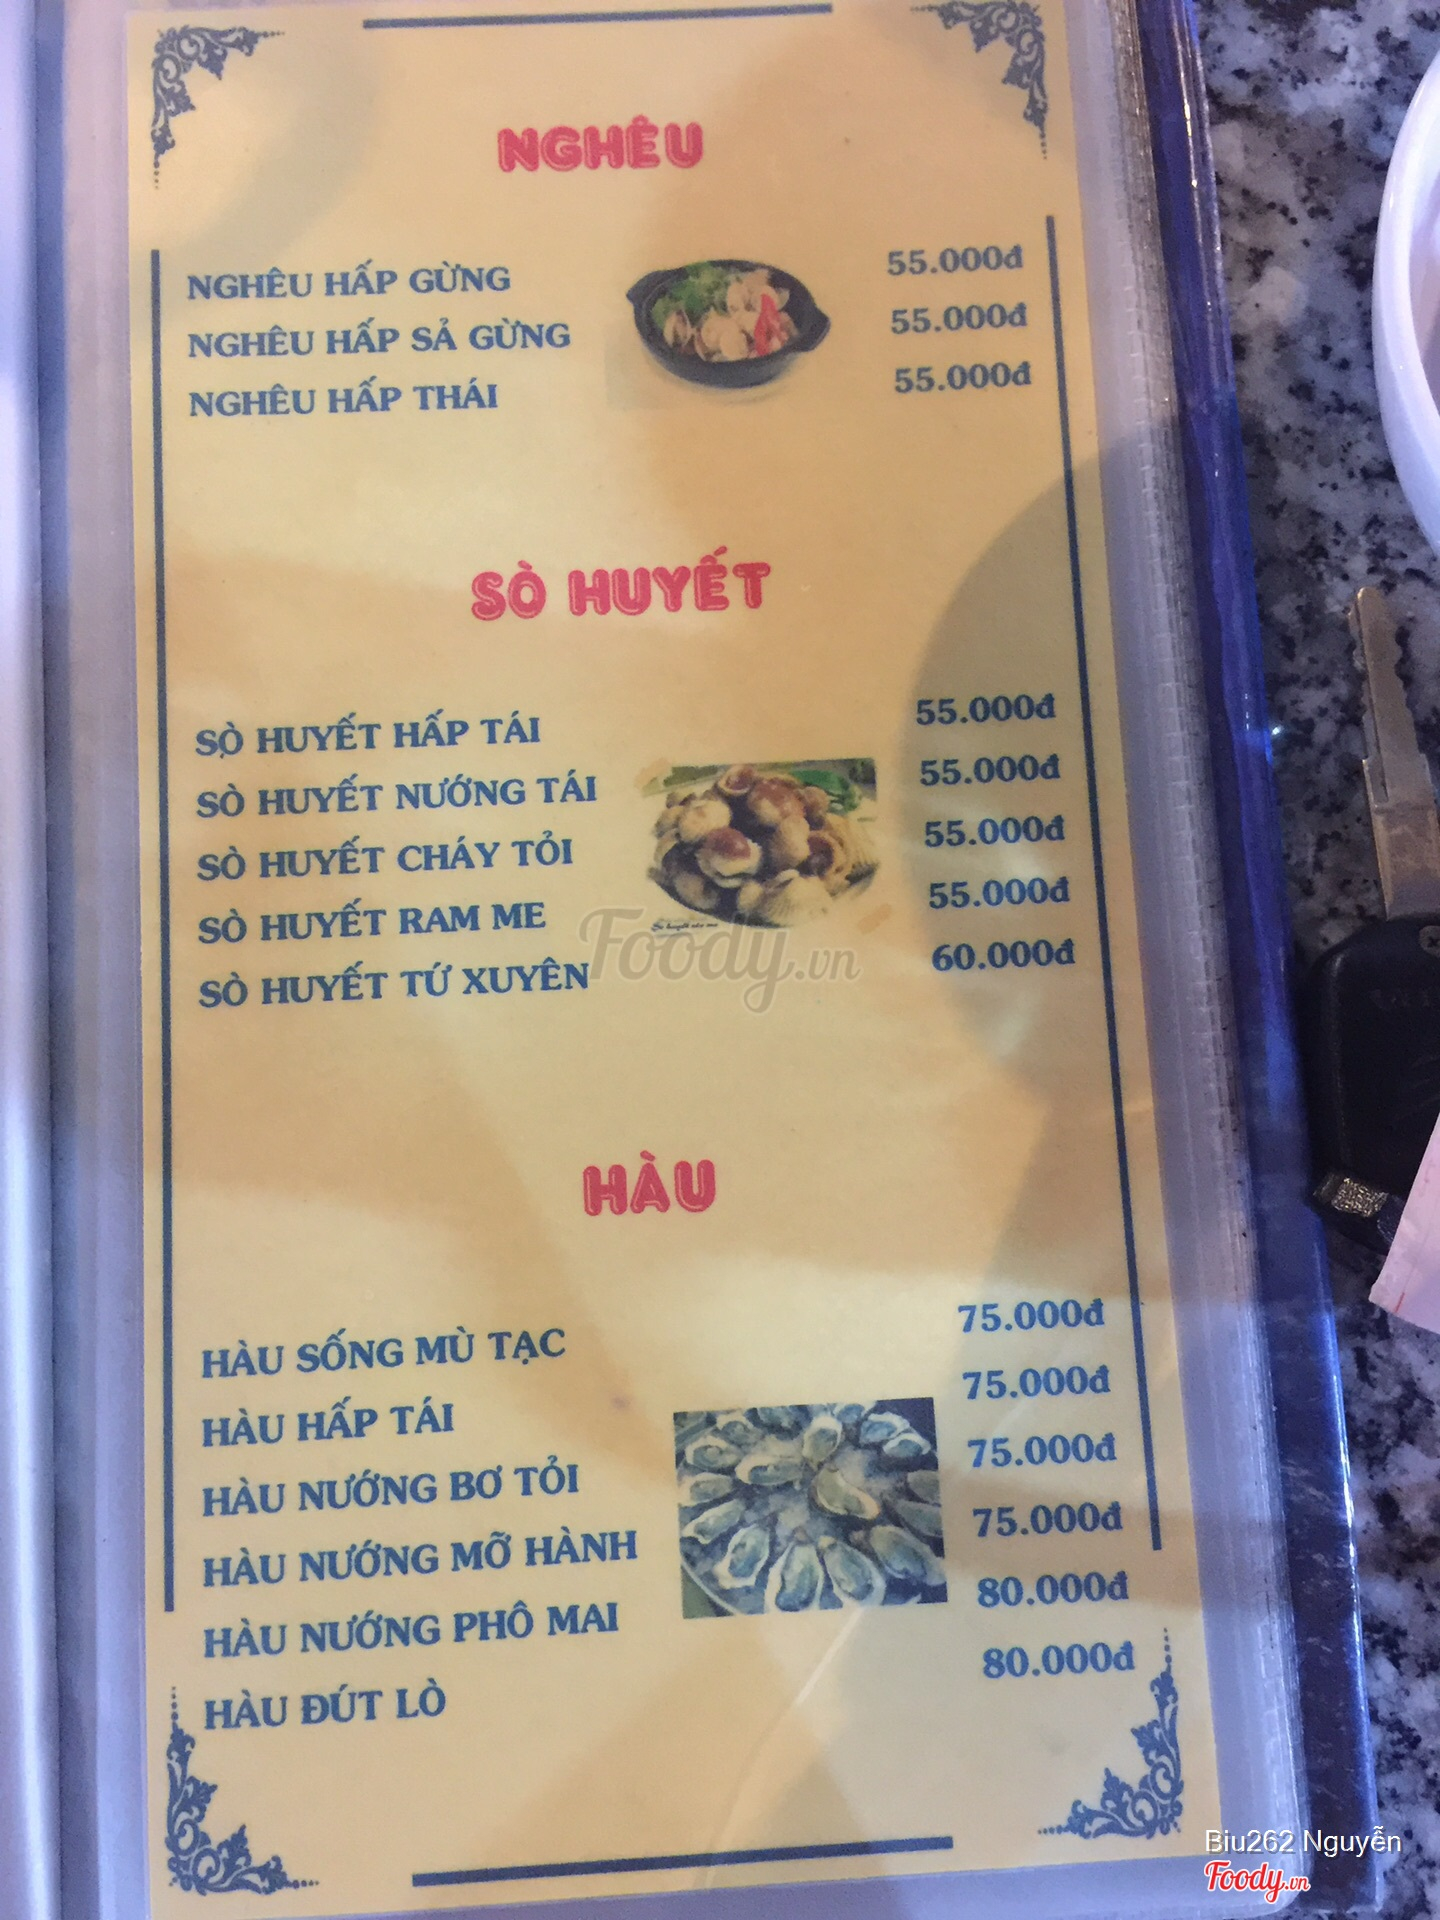 NGHÊU
NGHÊU HẤP GỪNG 55.000đ
NGHÊU HẤP SẢ GỪNG 55.000đ
NGHÊU HẤP THÁI 55.000đ
SÒ HUYẾT
SÒ HUYẾT HẤP TÁI 55.000đ
SÒ HUYẾT NƯỚNG TÁI 55.000đ
SÒ HUYẾT CHÁY TỎI 55.000đ
SÒ HUYẾT RAM ME 55.000đ
SÒ HUYẾT TỨ XUYÊN 60.000đ
Foody.vn
HÀU
HÀU SỐNG MÙ TẠC 75.000đ
HÀU HẤP TÁI 75.000đ
HÀU NƯỚNG BƠ TỎI 75.000đ
HÀU NƯỚNG MỠ HÀNH 75.000đ
HÀU NƯỚNG PHÔ MAI 80.000đ
HÀU ĐÚT LÒ 80.000đ
Biu262 Nguyễn
Foody.vn